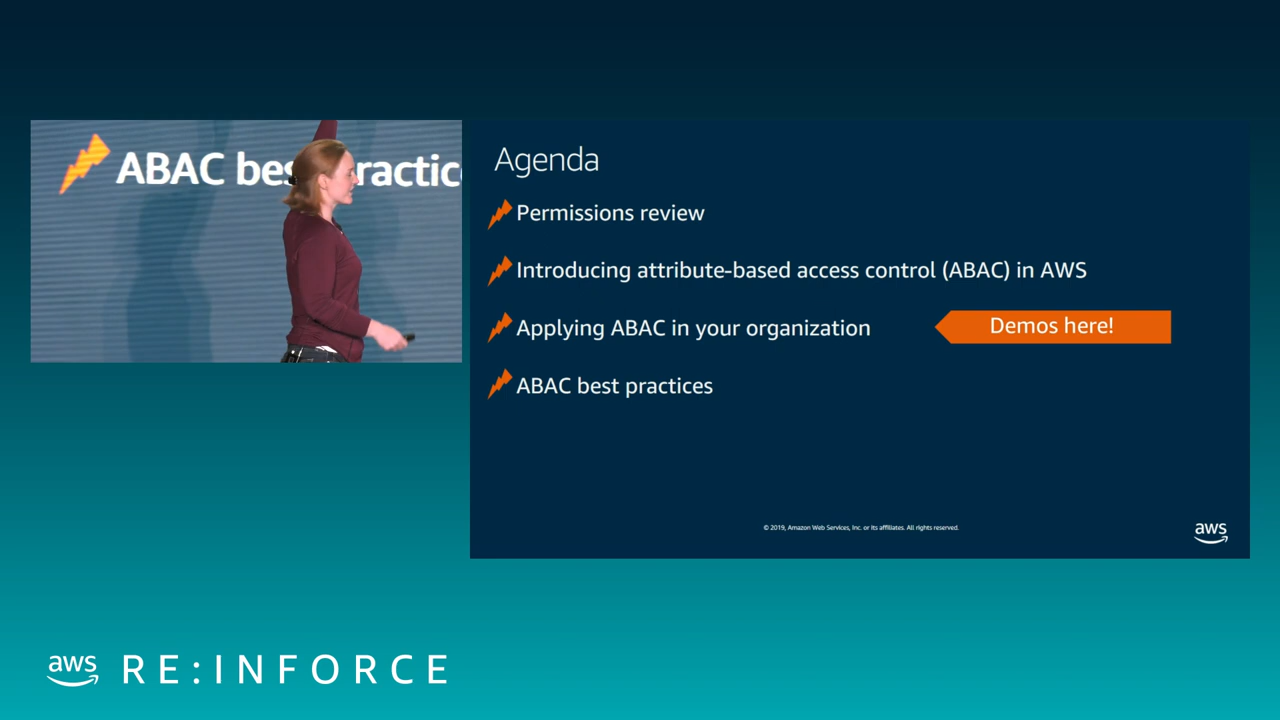 ABAC bes ractic
Agenda
Permissions review
Introducing attribute-based access control (ABAC) in AWS
Applying ABAC in your organization
Demos here!
ABAC best practices
© 2019, Amazon Web Services, Inc. or its affiliates. All rights reserved.
aws
aws RE:INFORCE